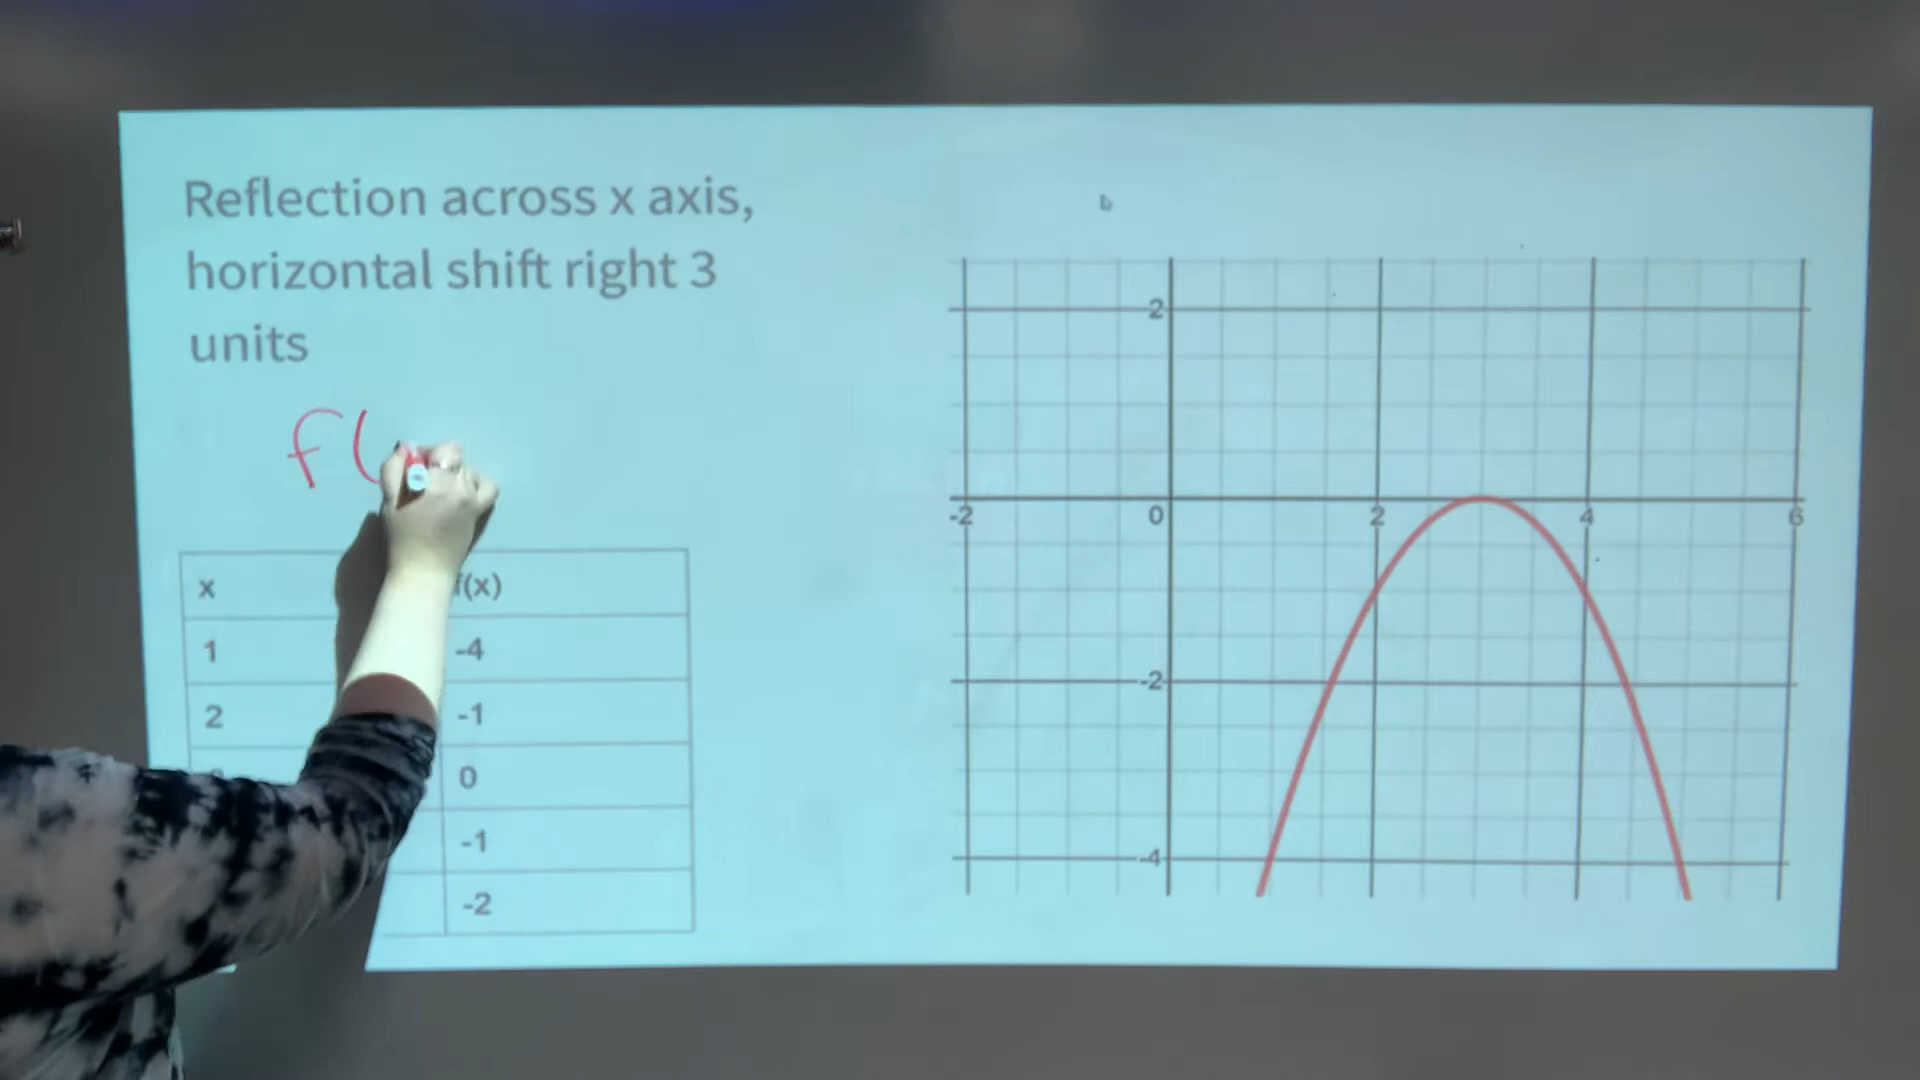 Reflection across x axis,
horizontal shift right 3
units
f(
x f(x)
1 -4
2 -1
0
-1
-2
2
-2 0 2 4 6
-2
-4